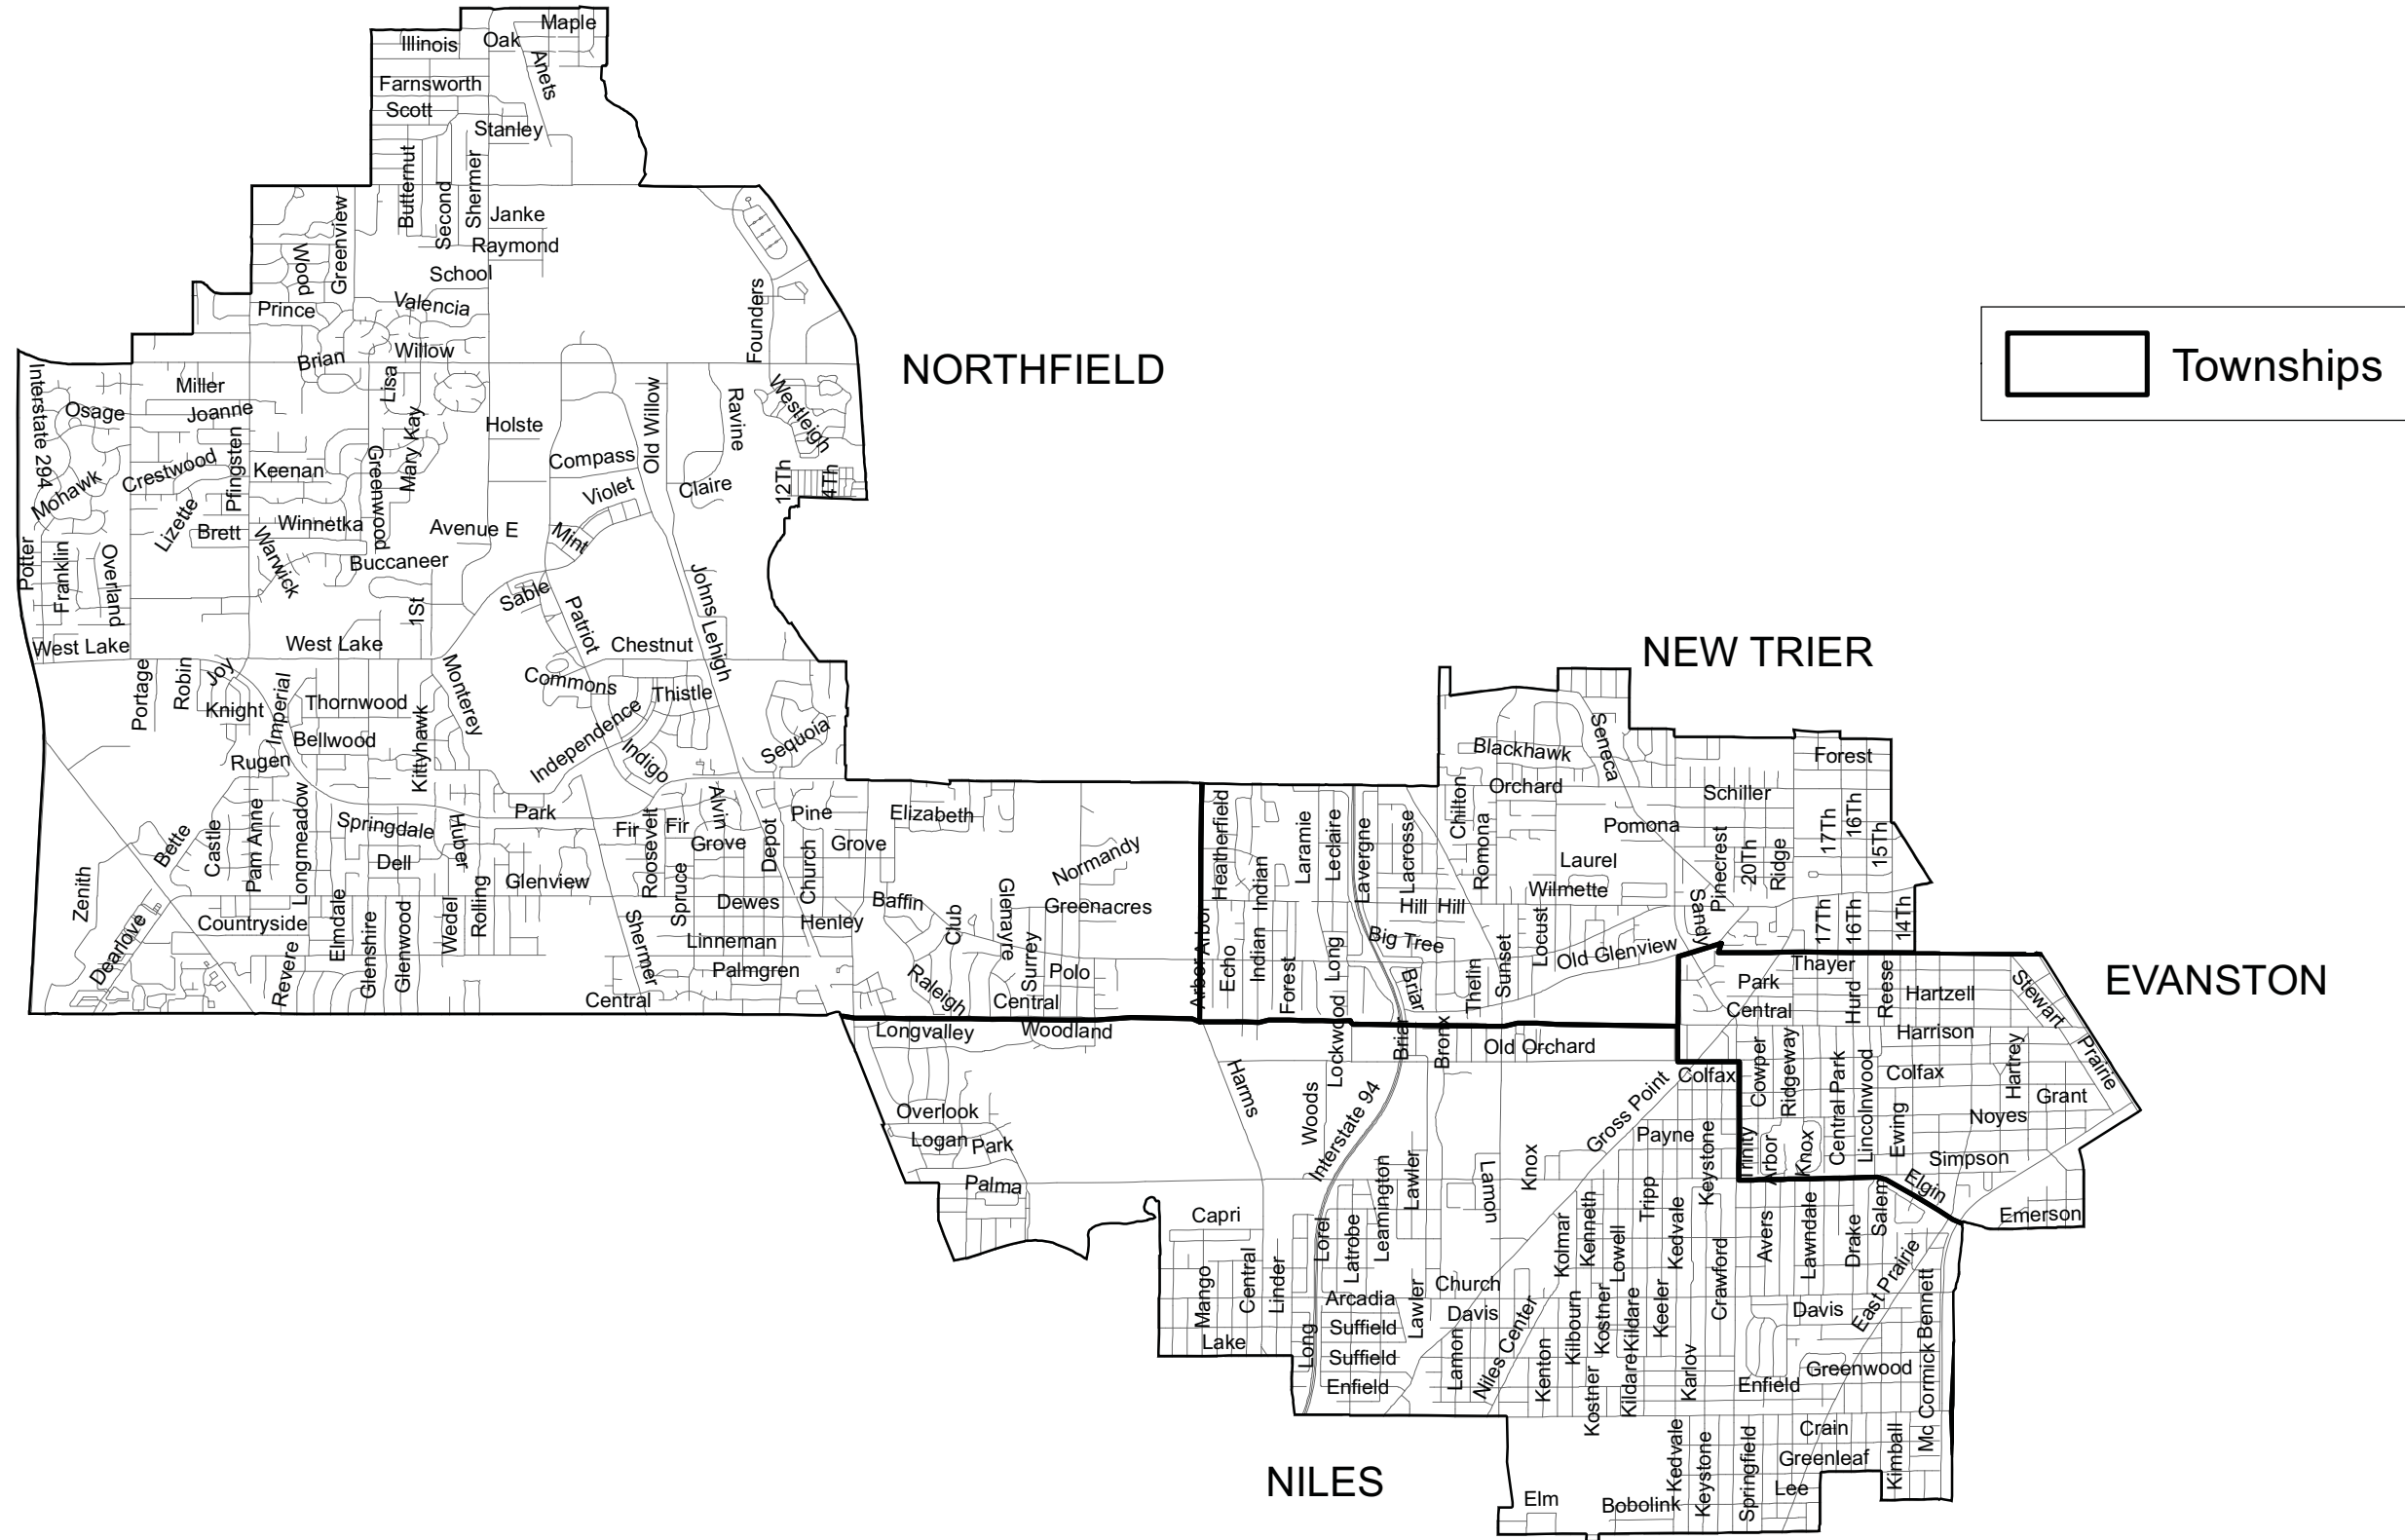 Maple
Oak
Illinois
Anets
Farnsworth
Scott
Stanley
Butternut
Second
Shermer
Greenview
Janke
Raymond
Wood
School
Valencia
Prince
Founders
Brian
Willow
NORTHFIELD
Townships
Interstate 294
Miller
Lisa
Osage
Joanne
Mary Kay
Holste
Old Willow
Ravine
Westleigh
Pfingsten
Crestwood
Keenan
Greenwood
Compass
12Th
4Th
Mohawk
Violet
Claire
Lizette
Brett
Winnetka
Avenue E
Mint
Warwick
Buccaneer
Potter
Franklin
Overland
Sable
Johns
1St
Patriot
Lehigh
West Lake
West Lake
Chestnut
NEW TRIER
Portage
Robin
Joy
Imperial
Thornwood
Monterey
Commons
Thistle
Knight
Kittyhawk
Bellwood
Independence
Indigo
Sequoia
Rugen
Blackhawk
Seneca
Forest
Orchard
Schiller
Pam Anne
Longmeadow
Park
Alvin
Pine
Elizabeth
Heatherfield
Laramie
Leclaire
Lavergne
Lacrosse
Chilton
Romona
Pomona
17Th
16Th
15Th
Bette
Castle
Springdale
Huber
Fir
Roosevelt
Fir
Grove
Depot
Church
Grove
Normandy
Laurel
Pinecrest
20Th
Ridge
Dell
Zenith
Glenview
Spruce
Indian
Wilmette
Rolling
Dewes
Baffin
Club
Glenayre
Greenacres
Hill
Hill
Locust
Sandy
17Th
16Th
14Th
Countryside
Elmdale
Glenshire
Glenwood
Wedel
Henley
Arbor
Big Tree
Dearlove
Revere
Shermer
Linneman
Surrey
Echo
Indian
Long
Sunset
Old Glenview
Palmgren
Raleigh
Polo
Arbor
Forest
Briar
Thelin
Thayer
EVANSTON
Central
Central
Park
Hurd
Reese
Hartzell
Stewart
Central
Longvalley
Woodland
Lockwood
Briar
Bronx
Old Orchard
Harrison
Prairie
Harms
Colfax
Cowper
Ridgeway
Central Park
Lincolnwood
Colfax
Hartrey
Grant
Overlook
Woods
Interstate 94
Gross Point
Noyes
Logan
Park
Payne
Keystone
Trinity
Arbor
Knox
Ewing
Simpson
Palma
Leamington
Lawler
Lamon
Knox
Tripp
Elgin
Capri
Lorel
Latrobe
Kolmar
Kenneth
Lowell
Kedvale
Avers
Lawndale
Drake
Salem
Emerson
Mango
Central
Linder
Arcadia
Lawler
Church
Crawford
East Prairie
Bennett
Suffield
Davis
Niles Center
Kilbourn
Kostner
Kildare
Keeler
Davis
Lake
Long
Suffield
Lamon
Kenton
Karlov
Greenwood
Mc Cormick
Enfield
Kostner
Kildare
Enfield
NILES
Kedvale
Keystone
Springfield
Crain
Greenleaf
Kimball
Elm
Bobolink
Lee